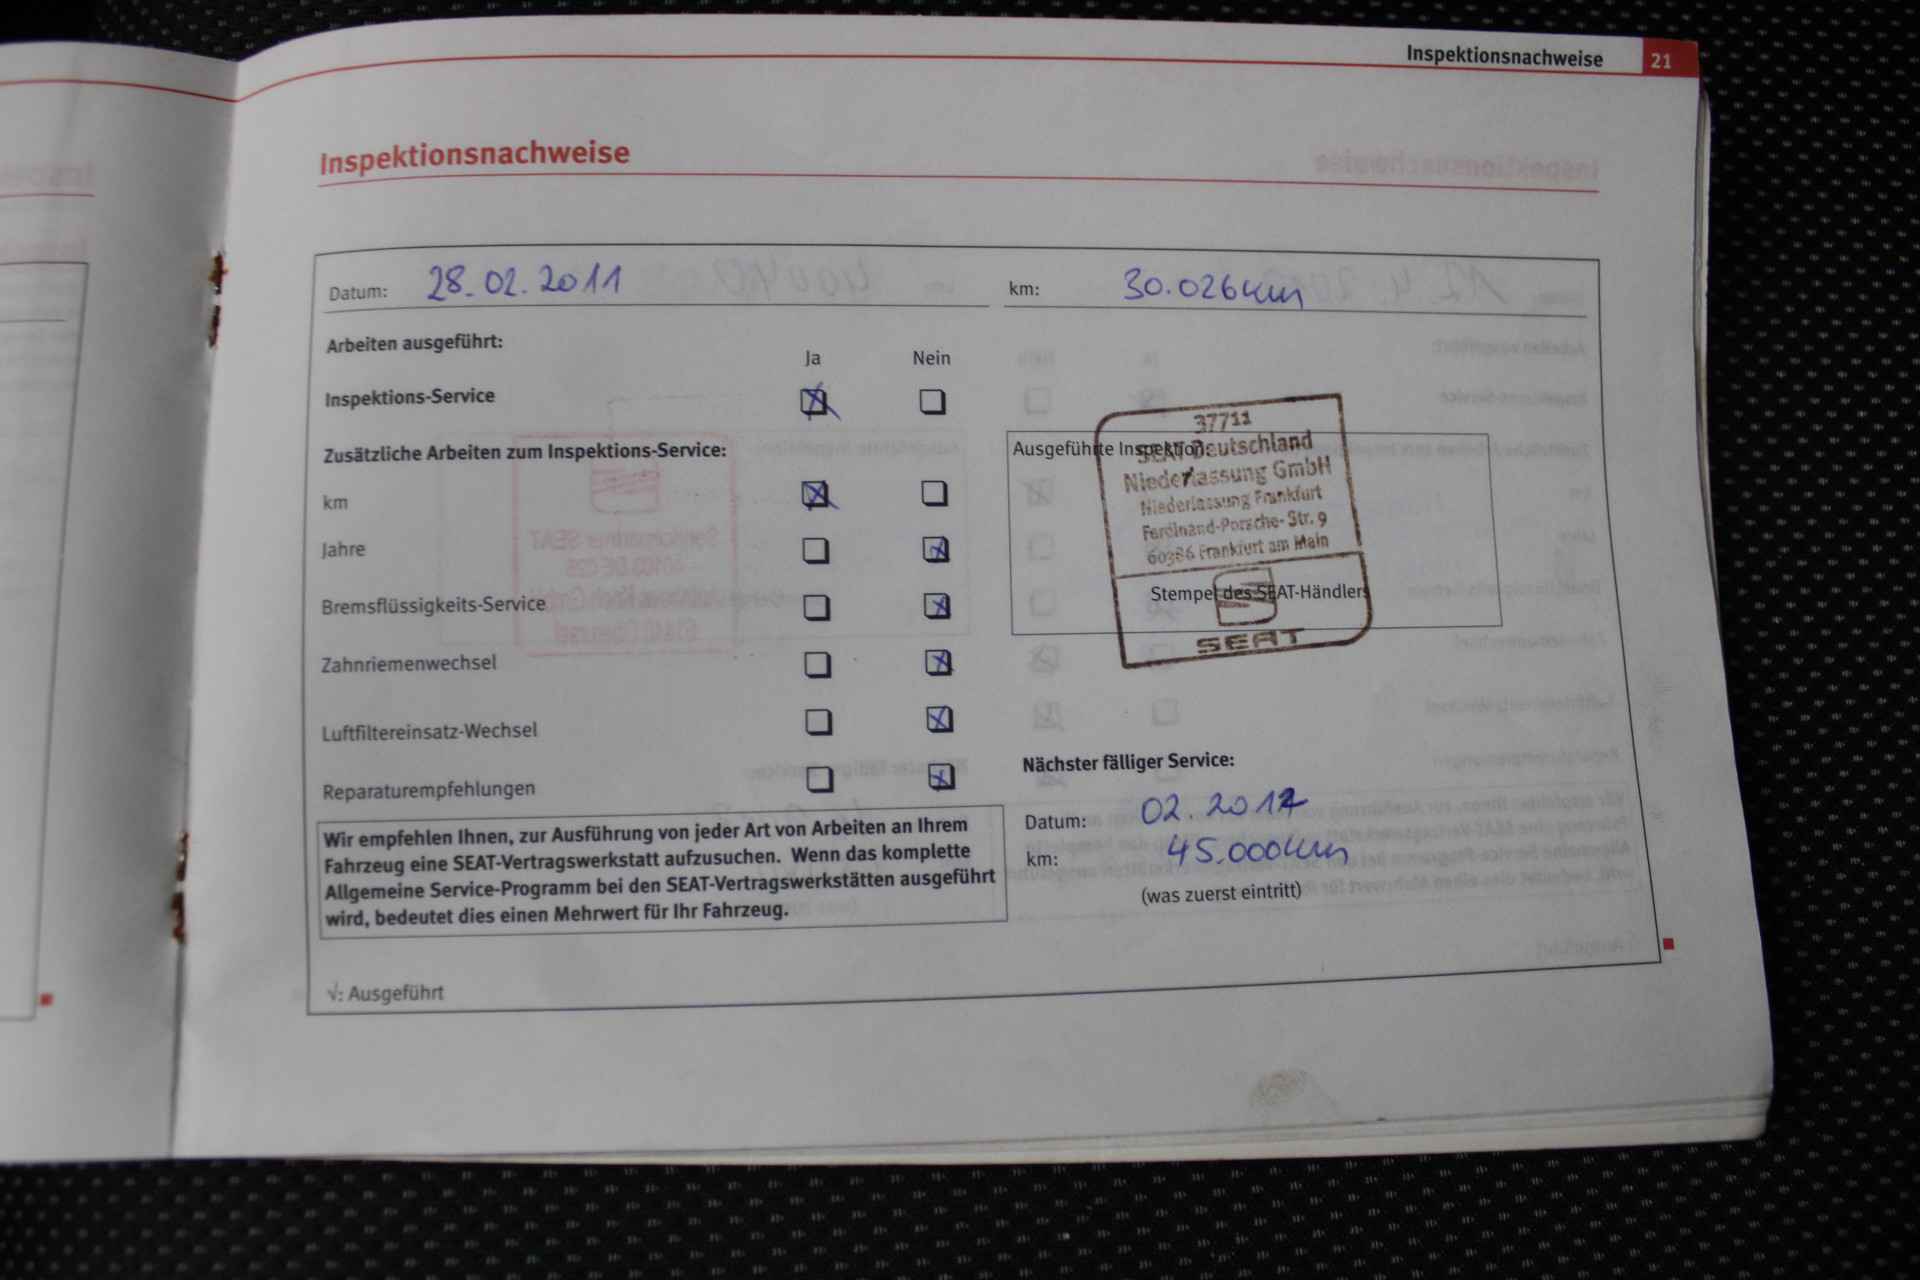 Inspektionsnachweise 21
Inspektionsnachweise
Datum: 28.02.2011 km: 30.026km
Arbeiten ausgeführt:
Ja Nein
Inspektions-Service
Zusätzliche Arbeiten zum Inspektions-Service:
km
Jahre
Bremsflüssigkeits-Service
Zahnriemenwechsel
Luftfiltereinsatz-Wechsel
Reparaturempfehlungen
Wir empfehlen Ihnen, zur Ausführung von jeder Art von Arbeiten an Ihrem
Fahrzeug eine SEAT-Vertragswerkstatt aufzusuchen. Wenn das komplette
Allgemeine Service-Programm bei den SEAT-Vertragswerkstätten ausgeführt
wird, bedeutet dies einen Mehrwert für Ihr Fahrzeug.
√: Ausgeführt
Ausgeführte Inspektion:
37711
SEAT Deutschland
Niederlassung GmbH
Niederlassung Frankfurt
Ferdinand-Porsche-Str. 9
60386 Frankfurt am Main
Stempel des SEAT-Händlers
SEAT
Nächster fälliger Service:
Datum: 02.2012
km: 45.000km
(was zuerst eintritt)